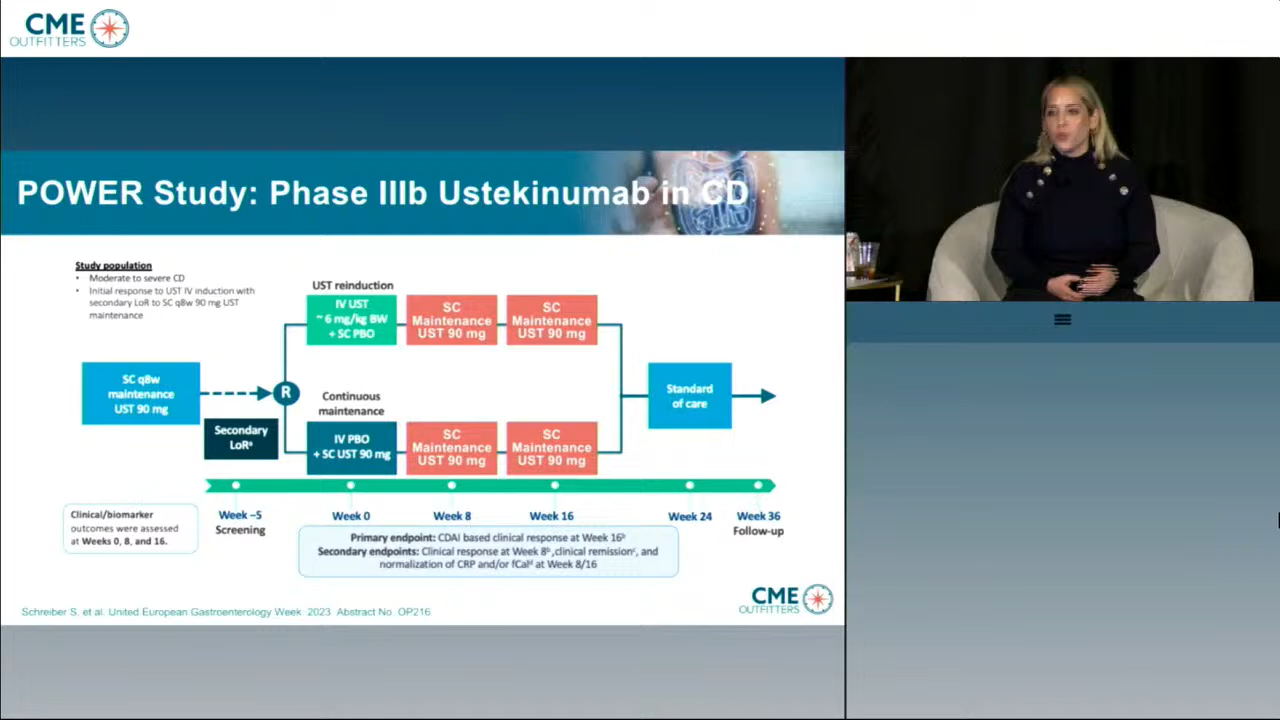 CME
OUTFITTERS
POWER Study: Phase IIIb Ustekinumab in CD
Study population
• Moderate to severe CD
• Initial response to UST IV induction with
secondary LoR to SC q8w 90 mg UST
maintenance
UST reinduction
IV UST
~ 6 mg/kg BW
+ SC PBO
SC
Maintenance
UST 90 mg
SC
Maintenance
UST 90 mg
SC q8w
maintenance
UST 90 mg
R
Secondary
LoRᵃ
Continuous
maintenance
IV PBO
+ SC UST 90 mg
SC
Maintenance
UST 90 mg
SC
Maintenance
UST 90 mg
Standard
of care
Clinical/biomarker
outcomes were assessed
at Weeks 0, 8, and 16.
Week –5
Screening
Week 0
Week 8
Week 16
Week 24
Week 36
Follow-up
Primary endpoint: CDAI based clinical response at Week 16ᵇ
Secondary endpoints: Clinical response at Week 8ᵇ ,clinical remissionᶜ, and
normalization of CRP and/or fCalᵈ at Week 8/16
Schreiber S. et al. United European Gastroenterology Week. 2023. Abstract No. OP216
CME
OUTFITTERS